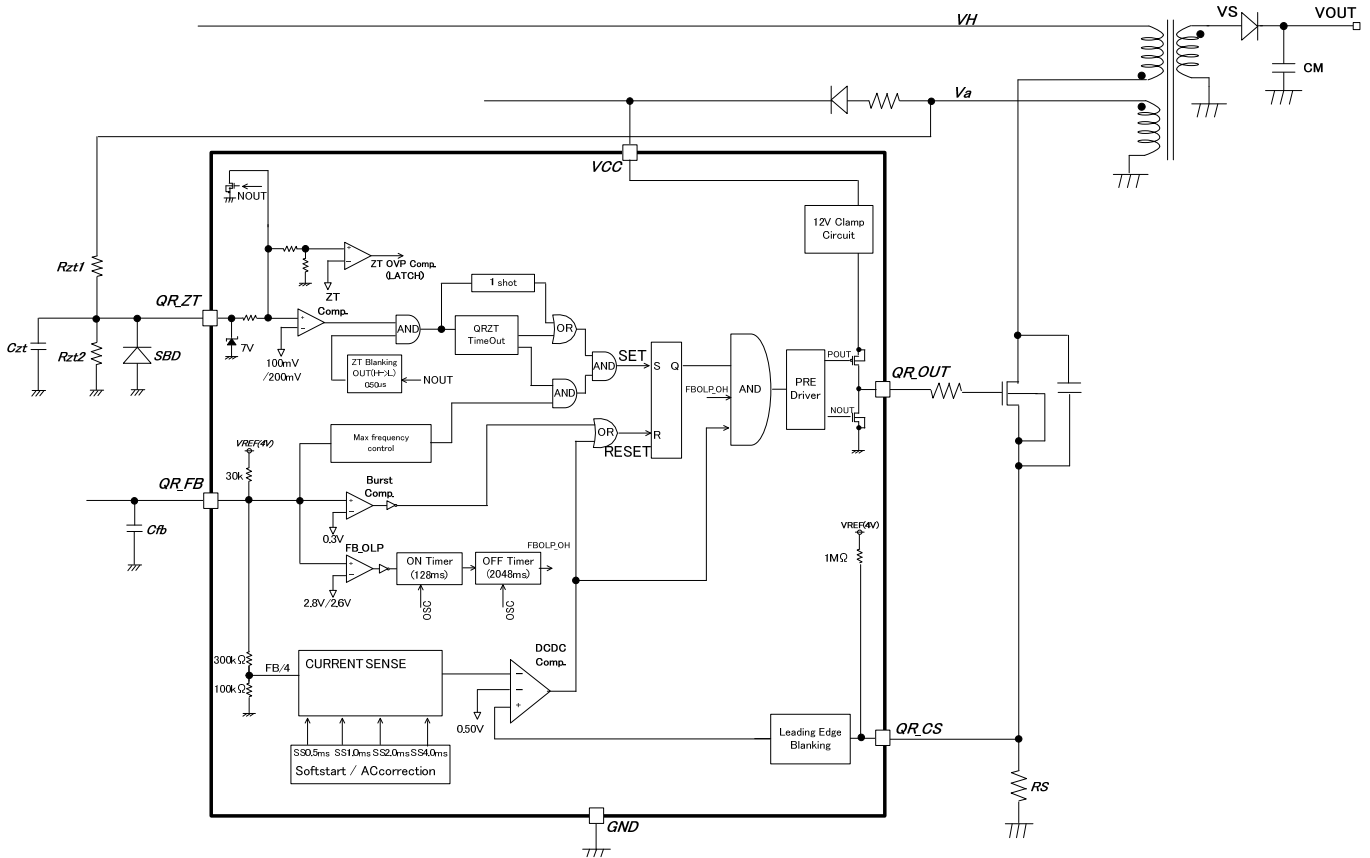 VH
VS
VOUT
CM
Va
VCC
NOUT
12V Clamp
Circuit
ZT OVP Comp.
(LATCH)
ZT
Comp.
1 shot
Rzt1
QR_ZT
AND
QRZT
TimeOut
OR
7V
100mV
/200mV
Czt
Rzt2
SBD
ZT Blanking
OUT(H->L)
0.50us
NOUT
AND
AND
SET
S
Q
FBOLP_OH
AND
PRE
Driver
POUT
NOUT
QR_OUT
VREF(4V)
30k
Max frequency
control
OR
R
RESET
QR_FB
Cfb
Burst
Comp.
0.3V
FB_OLP
2.8V/2.6V
ON Timer
(128ms)
OFF Timer
(2048ms)
FBOLP_OH
OSC
OSC
VREF(4V)
1MΩ
300kΩ
100kΩ
FB/4
CURRENT SENSE
DCDC
Comp.
0.50V
SS0.5ms SS1.0ms SS2.0ms SS4.0ms
Softstart / ACcorrection
Leading Edge
Blanking
QR_CS
RS
GND